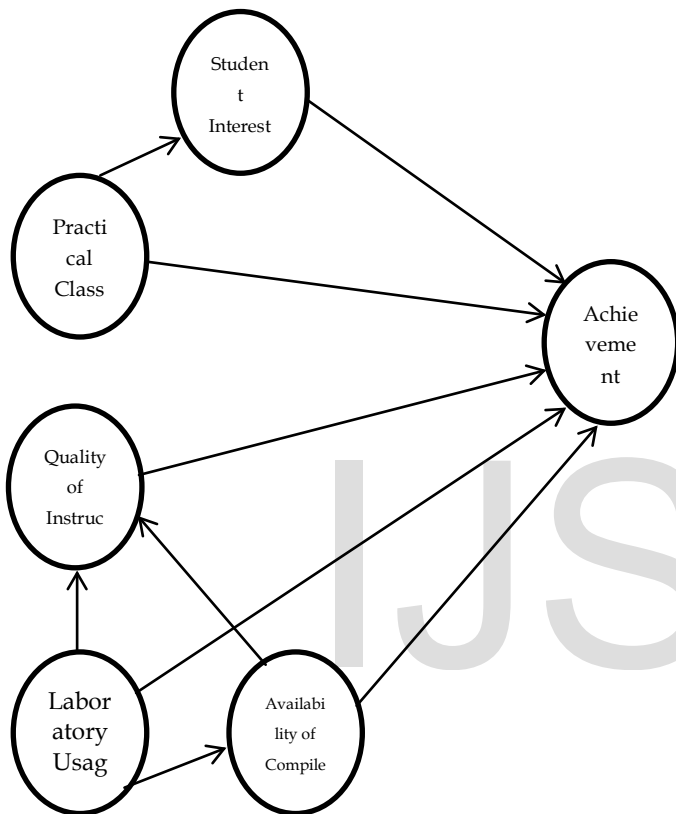 Studen
t
Interest
Practi
cal
Class
Achie
veme
nt
Quality
of
Instruc
Labor
atory
Usag
Availabi
lity of
Compile
IJS